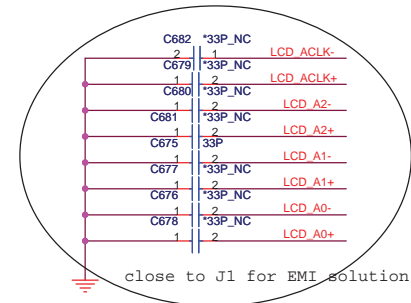 C682 *33P_NC
2 1 LCD_ACLK-
C679 *33P_NC
1 2 LCD_ACLK+
C680 *33P_NC
1 2 LCD_A2-
C681 *33P_NC
1 2 LCD_A2+
C675 33P
1 2 LCD_A1-
C677 *33P_NC
1 2 LCD_A1+
C676 *33P_NC
1 2 LCD_A0-
C678 *33P_NC
1 2 LCD_A0+
close to J1 for EMI solution